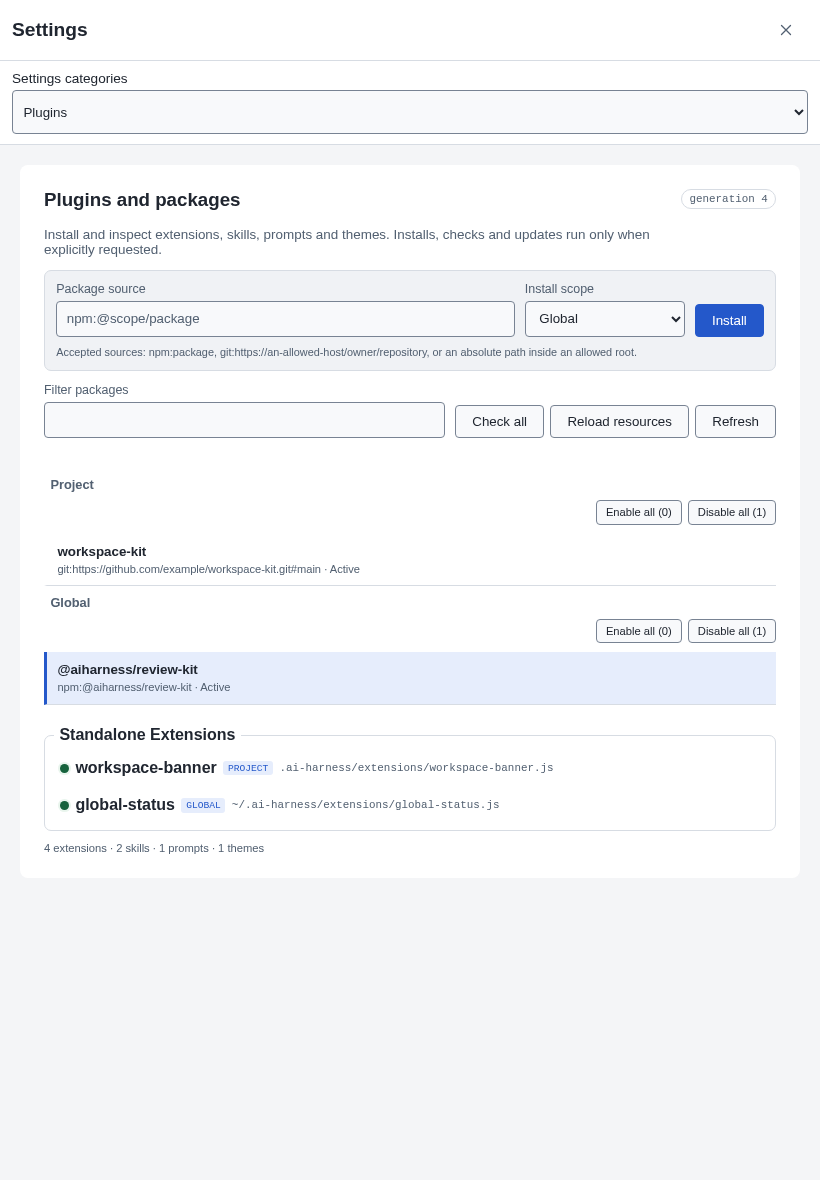 Settings
Settings categories
Plugins
Plugins and packages
generation 4
Install and inspect extensions, skills, prompts and themes. Installs, checks and updates run only when
explicitly requested.
Package source
Install scope
npm:@scope/package
Global
Install
Accepted sources: npm:package, git:https://an-allowed-host/owner/repository, or an absolute path inside an allowed root.
Filter packages
Check all
Reload resources
Refresh
Project
Enable all (0)
Disable all (1)
workspace-kit
git:https://github.com/example/workspace-kit.git#main · Active
Global
Enable all (0)
Disable all (1)
@aiharness/review-kit
npm:@aiharness/review-kit · Active
Standalone Extensions
workspace-banner PROJECT .ai-harness/extensions/workspace-banner.js
global-status GLOBAL ~/.ai-harness/extensions/global-status.js
4 extensions · 2 skills · 1 prompts · 1 themes